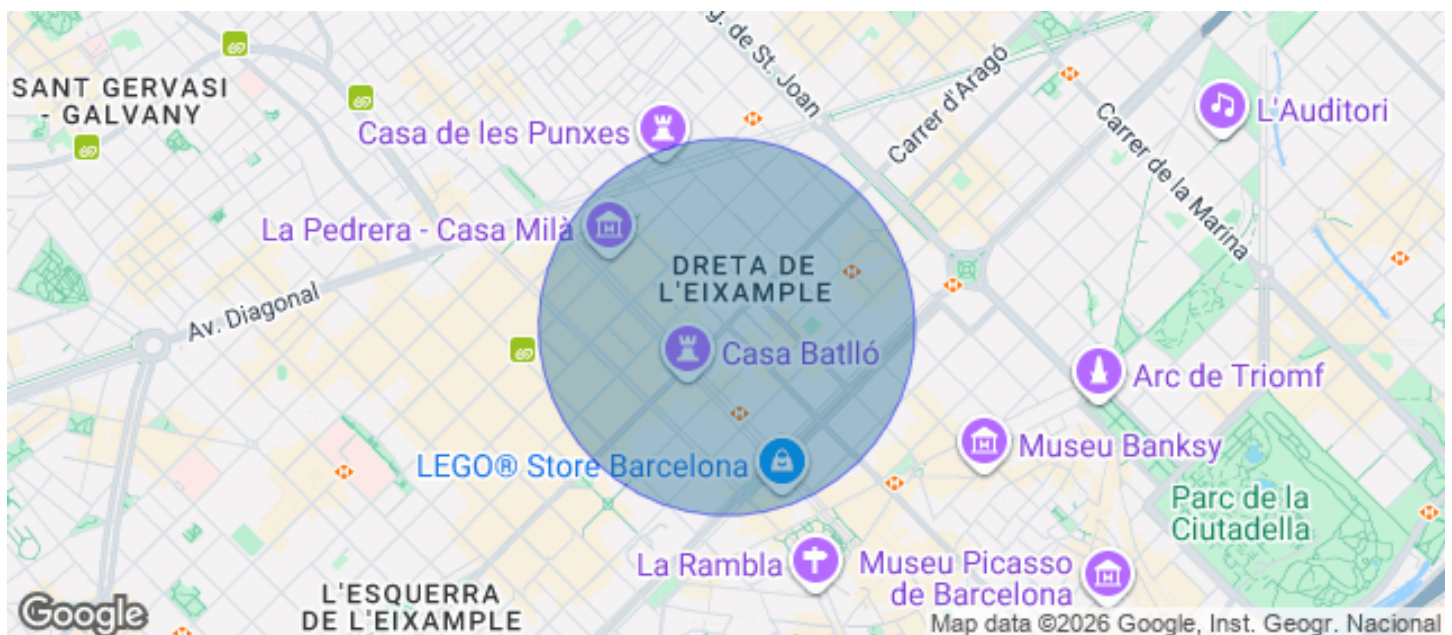 g. de St. Joan
Carrer d'Aragó
SANT GERVASI
- GALVANY
Casa de les Punxes
L'Auditori
Carrer de la Marina
La Pedrera - Casa Milà
DRETA DE
L'EIXAMPLE
Av. Diagonal
Casa Batlló
Arc de Triomf
Museu Banksy
LEGO® Store Barcelona
Parc de la
Ciutadella
La Rambla
Museu Picasso
de Barcelona
L'ESQUERRA
DE L'EIXAMPLE
Google
Map data ©2026 Google, Inst. Geogr. Nacional